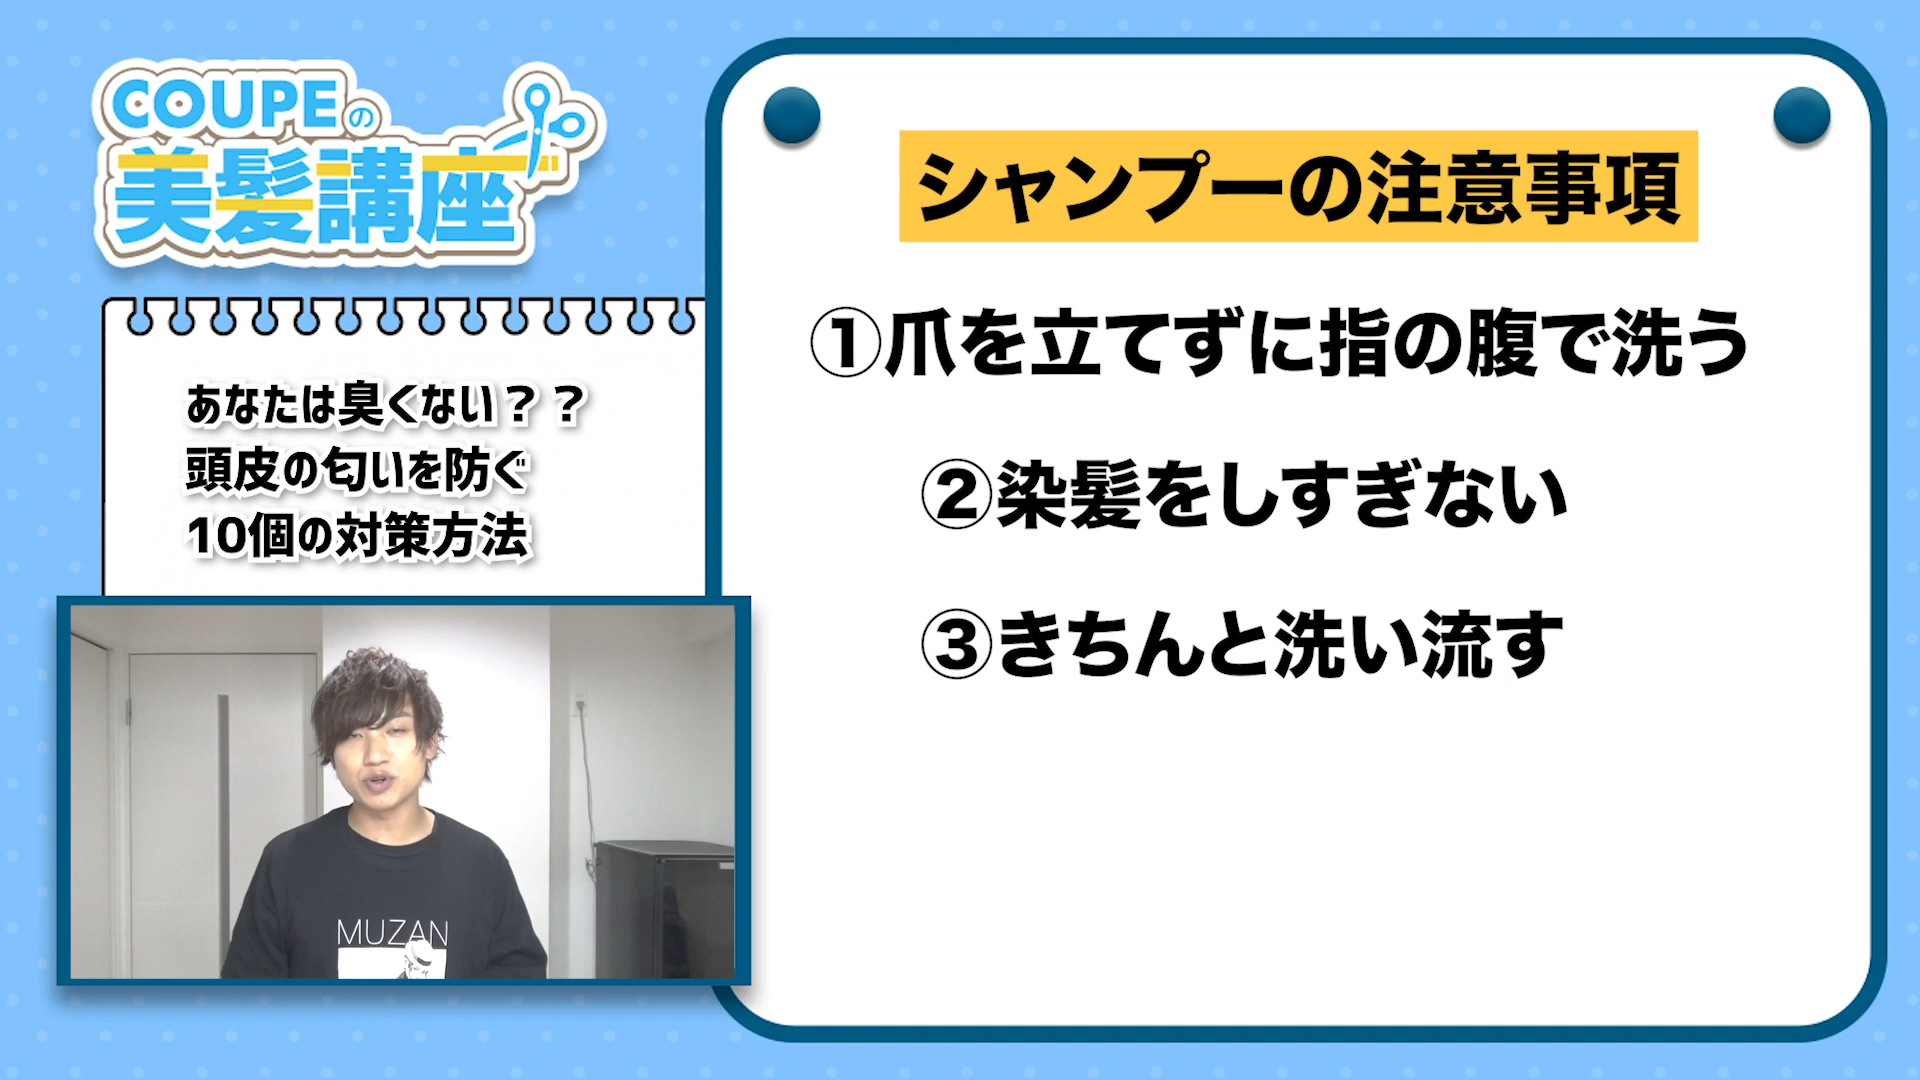 COUPEの
美髪講座
あなたは臭くない？？
頭皮の匂いを防ぐ
10個の対策方法
MUZAN
シャンプーの注意事項
①爪を立てずに指の腹で洗う
②染髪をしすぎない
③きちんと洗い流す